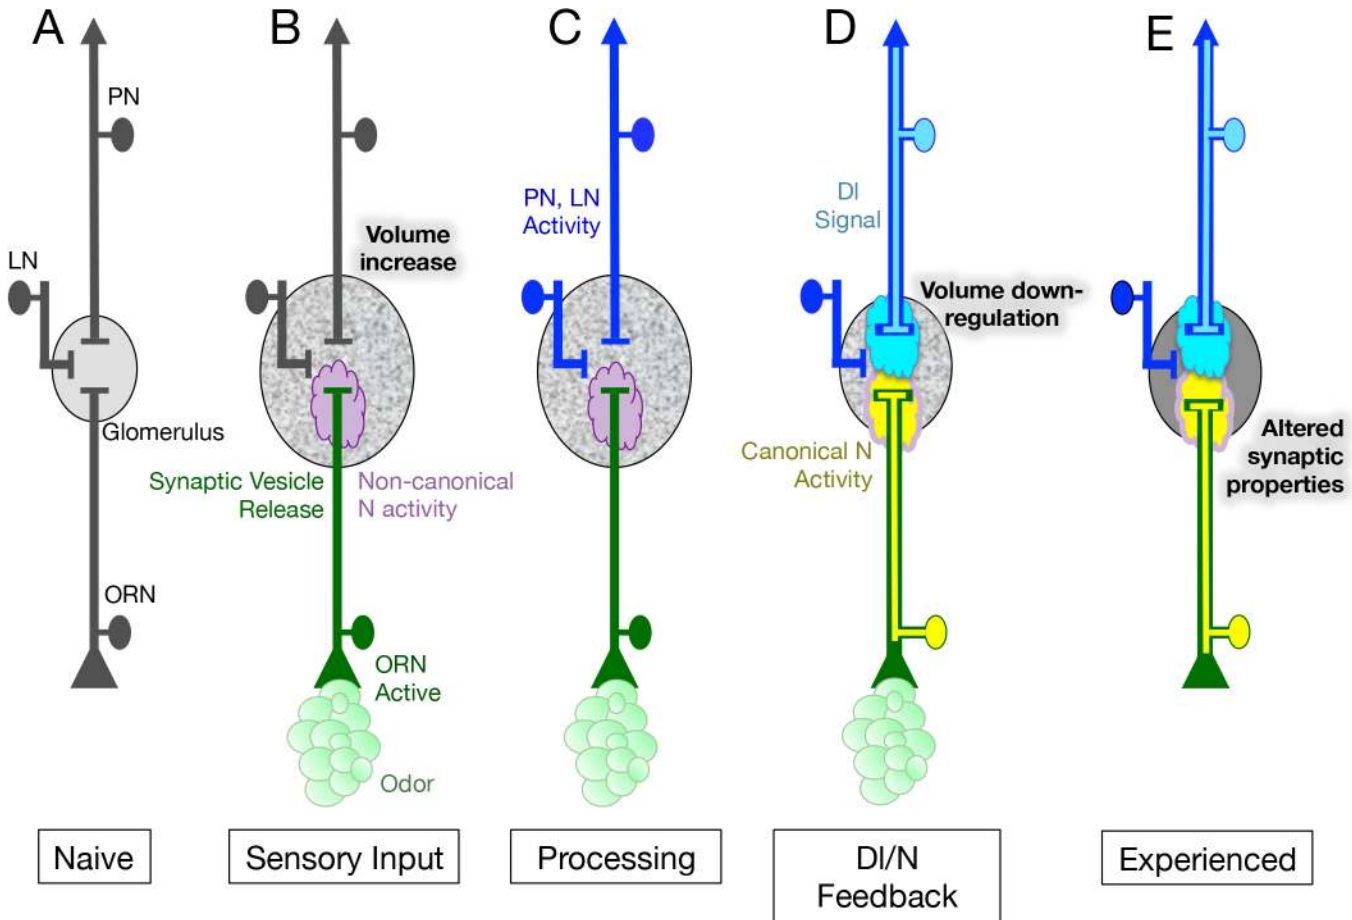 A
B
C
D
E
PN
LN
Glomerulus
ORN
Volume
increase
Synaptic Vesicle
Release
Non-canonical
N activity
ORN
Active
Odor
PN, LN
Activity
Dl
Signal
Volume down-
regulation
Canonical N
Activity
Altered
synaptic
properties
Naive
Sensory Input
Processing
Dl/N
Feedback
Experienced